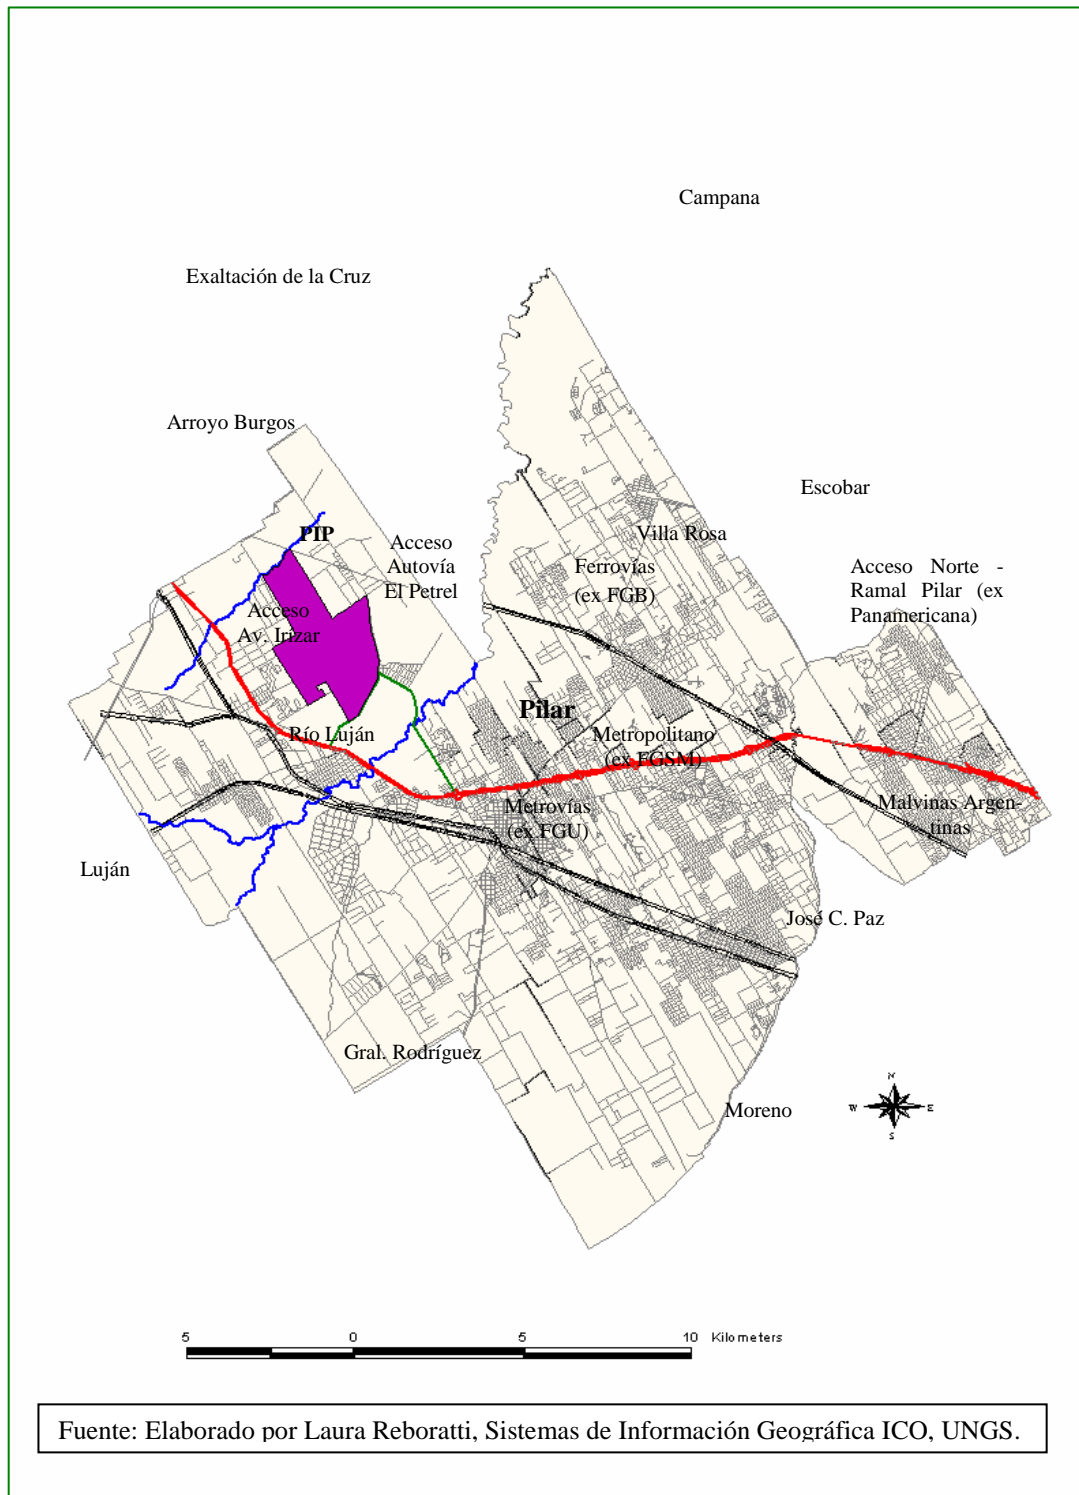 Campana
Exaltación de la Cruz
Arroyo Burgos
Escobar
PIP
Villa Rosa
Acceso
Autovía
El Petrel
Ferrovías
(ex FGB)
Acceso Norte -
Ramal Pilar (ex
Panamericana)
Acceso
Av. Irízar
Pilar
Río Luján
Metropolitano
(ex FGSM)
Metrovías
(ex FGU)
Malvinas Argen-
tinas
Luján
José C. Paz
Gral. Rodríguez
Moreno
N
W E
S
5 0 5 10 Kilometers
Fuente: Elaborado por Laura Reboratti, Sistemas de Información Geográfica ICO, UNGS.